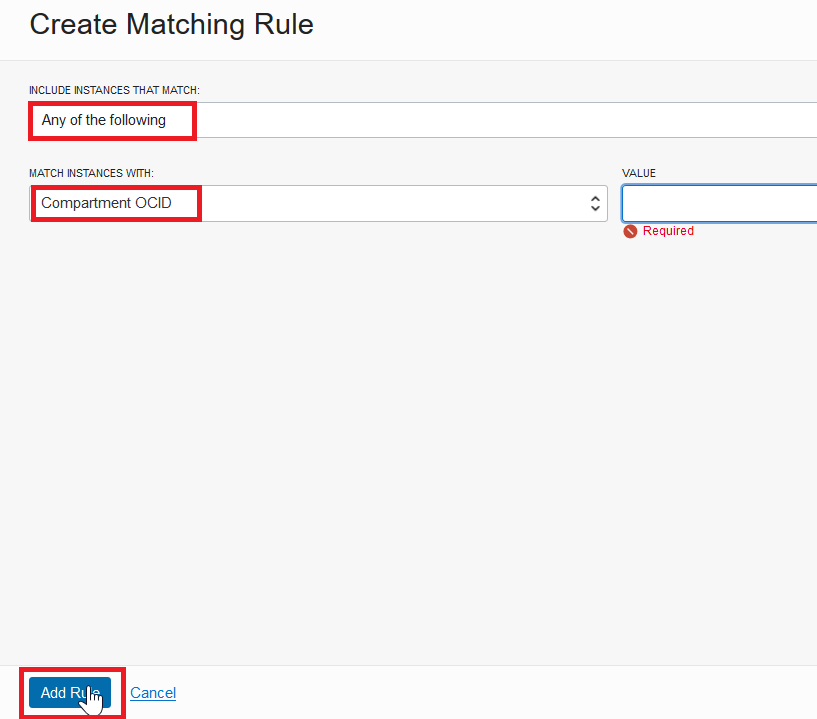 Create Matching Rule
INCLUDE INSTANCES THAT MATCH:
Any of the following
MATCH INSTANCES WITH:
VALUE
Compartment OCID
Required
Add Rule
Cancel